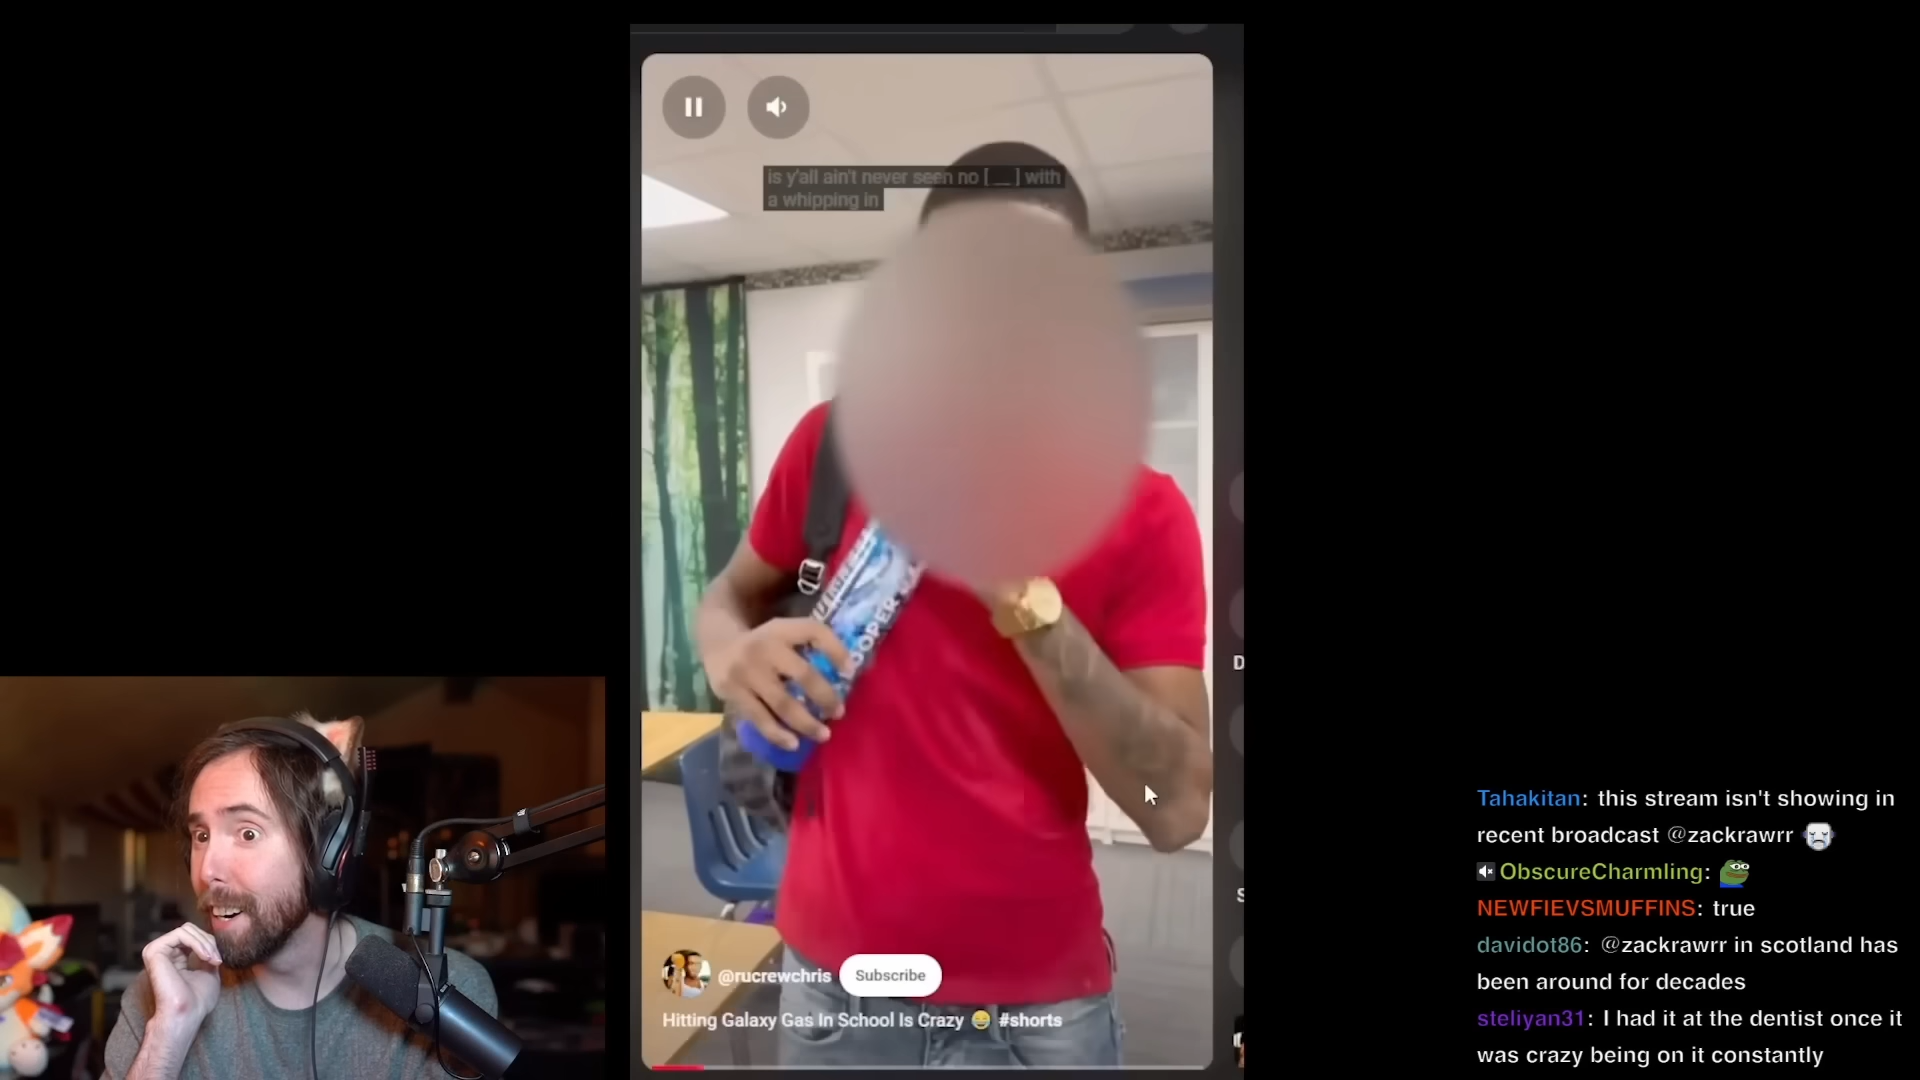 is y'all ain't never seen no [ __ ] with
a whipping in
OOPER
@rucrewchris
Subscribe
Hitting Galaxy Gas In School Is Crazy 😂 #shorts
D
S
Tahakitan: this stream isn't showing in
recent broadcast @zackrawrr
ObscureCharmling:
NEWFIEVSMUFFINS: true
davidot86: @zackrawrr in scotland has
been around for decades
steliyan31: I had it at the dentist once it
was crazy being on it constantly